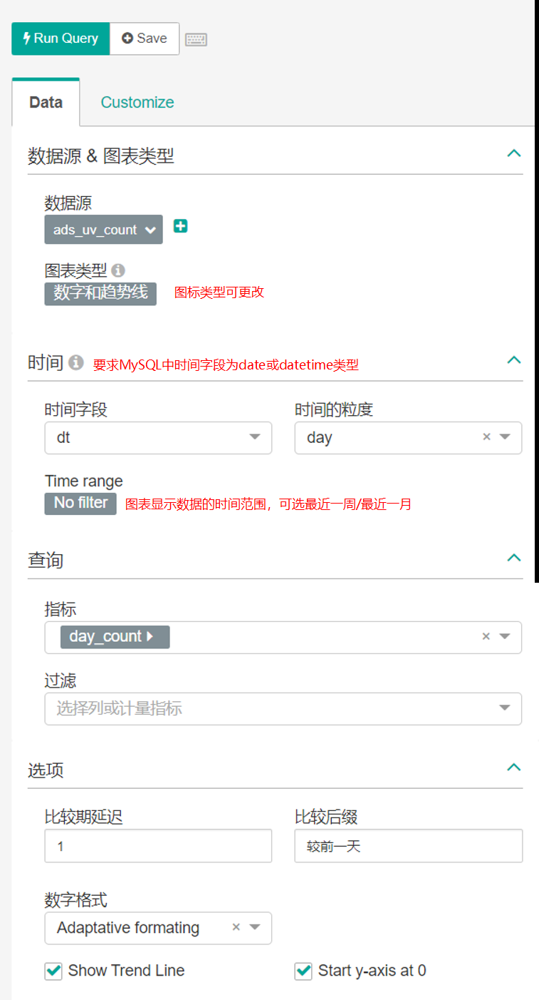 Run Query Save
Data Customize
数据源 & 图表类型
数据源
ads_uv_count
图表类型
数字和趋势线 图标类型可更改
时间 要求MySQL中时间字段为date或datetime类型
时间字段 时间的粒度
dt day
Time range
No filter 图表显示数据的时间范围，可选最近一周/最近一月
查询
指标
day_count
过滤
选择列或计量指标
选项
比较期延迟 比较后缀
1 较前一天
数字格式
Adaptative formating
Show Trend Line Start y-axis at 0